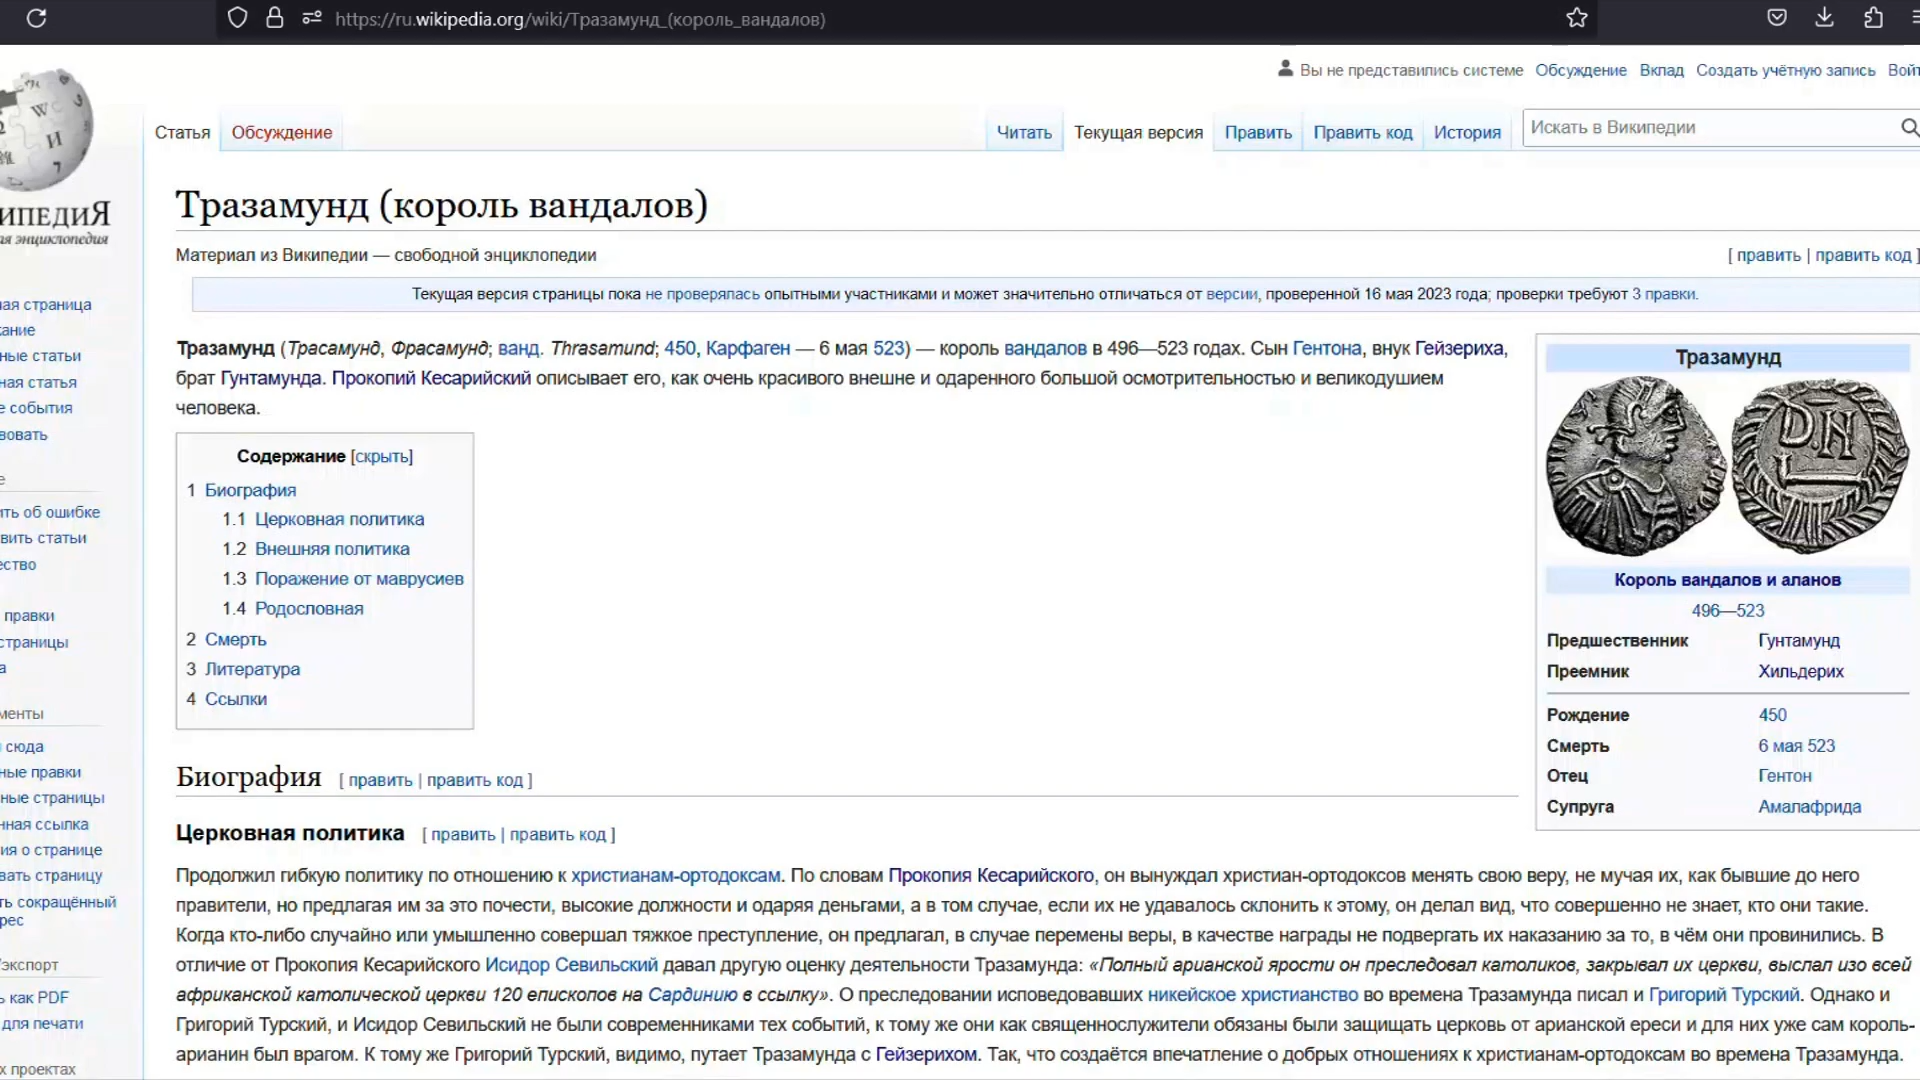 https://ru.wikipedia.org/wiki/Тразамунд_(король_вандалов)
Вы не представились системе Обсуждение Вклад Создать учётную запись
Статья Обсуждение Читать Текущая версия Править Править код История Искать в Википедии
Тразамунд (король вандалов)
Материал из Википедии — свободной энциклопедии [ править | править код ]
Текущая версия страницы пока не проверялась опытными участниками и может значительно отличаться от версии, проверенной 16 мая 2023 года; проверки требуют 3 правки.
Тразамунд (Трасамунд, Фрасамунд; ванд. Thrasamund; 450, Карфаген — 6 мая 523) — король вандалов в 496—523 годах. Сын Гентона, внук Гейзериха,
брат Гунтамунда. Прокопий Кесарийский описывает его, как очень красивого внешне и одаренного большой осмотрительностью и великодушием
человека.
Содержание [скрыть]
1 Биография
1.1 Церковная политика
1.2 Внешняя политика
1.3 Поражение от маврусиев
1.4 Родословная
2 Смерть
3 Литература
4 Ссылки
Тразамунд
Король вандалов и аланов
496—523
Предшественник Гунтамунд
Преемник Хильдерих
Рождение 450
Смерть 6 мая 523
Отец Гентон
Супруга Амалафрида
Биография [ править | править код ]
Церковная политика [ править | править код ]
Продолжил гибкую политику по отношению к христианам-ортодоксам. По словам Прокопия Кесарийского, он вынуждал христиан-ортодоксов менять свою веру, не мучая их, как бывшие до него
правители, но предлагая им за это почести, высокие должности и одаряя деньгами, а в том случае, если их не удавалось склонить к этому, он делал вид, что совершенно не знает, кто они такие.
Когда кто-либо случайно или умышленно совершал тяжкое преступление, он предлагал, в случае перемены веры, в качестве награды не подвергать их наказанию за то, в чём они провинились. В
отличие от Прокопия Кесарийского Исидор Севильский давал другую оценку деятельности Тразамунда: «Полный арианской ярости он преследовал католиков, закрывал их церкви, выслал изо всей
африканской католической церкви 120 епископов на Сардинию в ссылку». О преследовании исповедовавших никейское христианство во времена Тразамунда писал и Григорий Турский. Однако и
Григорий Турский, и Исидор Севильский не были современниками тех событий, к тому же они как священнослужители обязаны были защищать церковь от арианской ереси и для них уже сам король-
арианин был врагом. К тому же Григорий Турский, видимо, путает Тразамунда с Гейзерихом. Так, что создаётся впечатление о добрых отношениях к христианам-ортодоксам во времена Тразамунда.